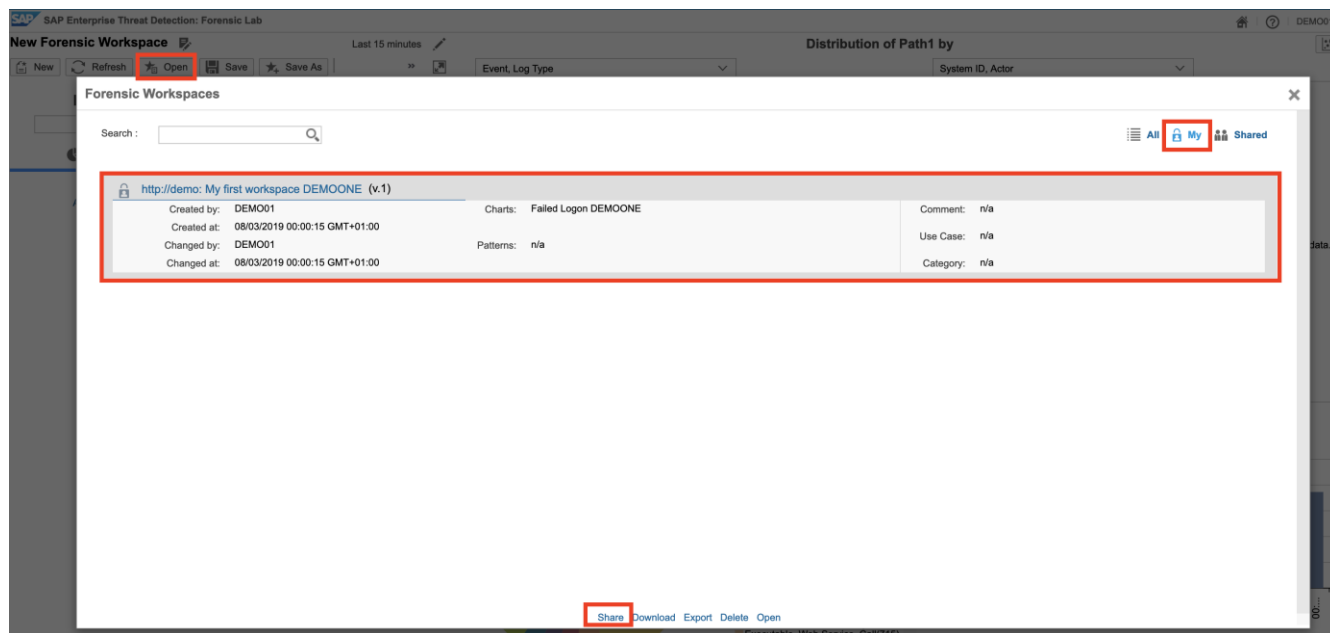 SAP SAP Enterprise Threat Detection: Forensic Lab DEMO0
New Forensic Workspace Last 15 minutes Distribution of Path1 by
New Refresh Open Save Save As » Event, Log Type System ID, Actor
Forensic Workspaces
Search : All My Shared
http://demo: My first workspace DEMOONE (v.1)
Created by: DEMO01 Charts: Failed Logon DEMOONE Comment: n/a
Created at: 08/03/2019 00:00:15 GMT+01:00
Use Case: n/a
Changed by: DEMO01 Patterns: n/a
data.
Changed at: 08/03/2019 00:00:15 GMT+01:00 Category: n/a
Share Download Export Delete Open